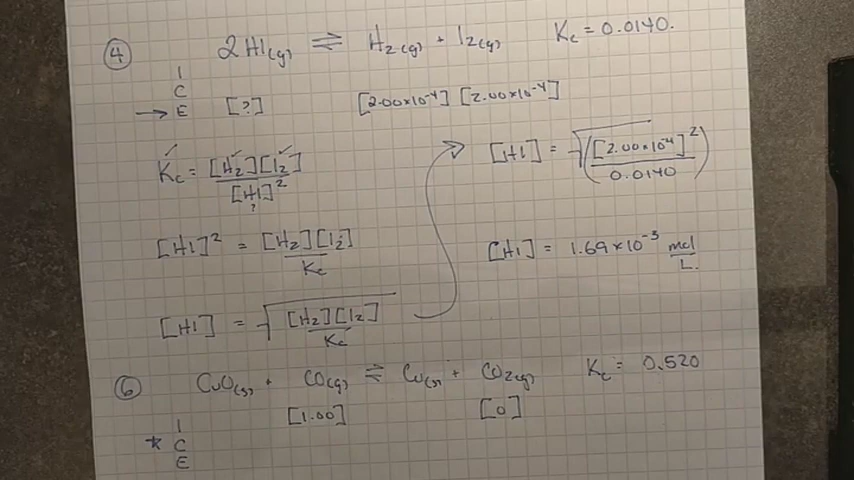 ④ 2HI(g) ⇌ H₂(g) + I₂(g) Kc = 0.0140.
I
C
→ E [?] [2.00×10⁻⁴] [2.00×10⁻⁴]
✓Kc = [H₂]✓[I₂]✓ / [HI]²
?
[HI]² = [H₂][I₂] / Kc
[HI] = √([H₂][I₂] / Kc)
[HI] = √([2.00×10⁻⁴]² / 0.0140)
[HI] = 1.69×10⁻³ mol/L.
⑥ CuO(s) + CO(g) ⇌ Cu(s) + CO₂(g) Kc = 0.520
[1.00] [0]
I
* C
E